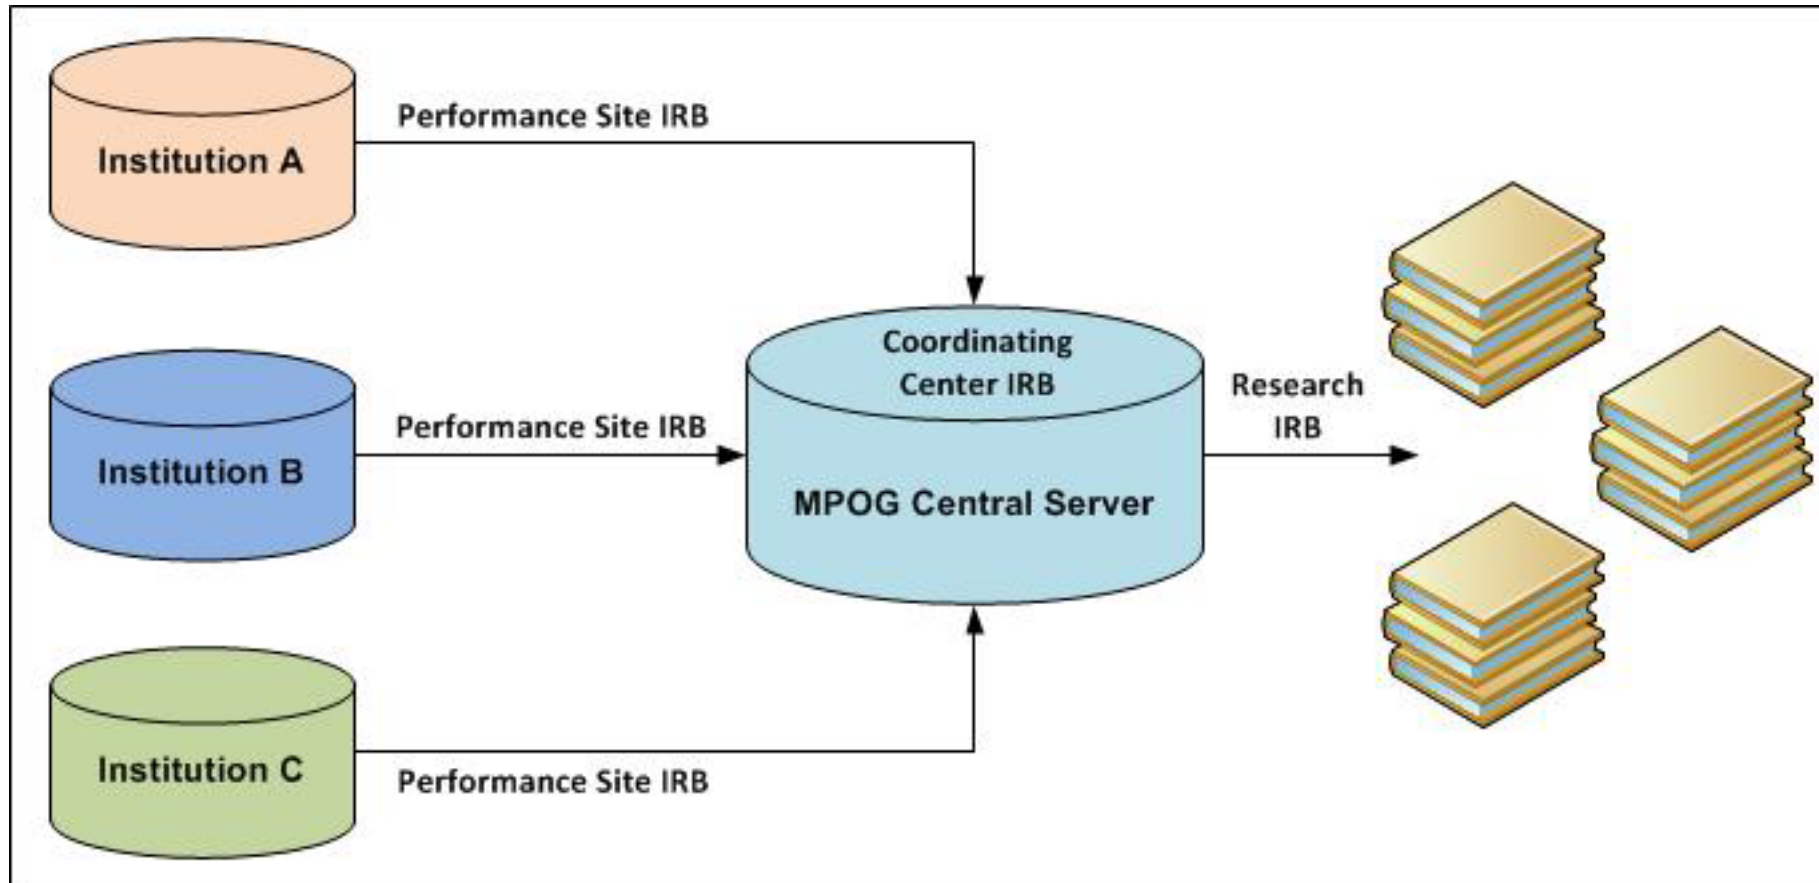 Institution A
Performance Site IRB
Institution B
Performance Site IRB
Institution C
Performance Site IRB
Coordinating
Center IRB
MPOG Central Server
Research
IRB